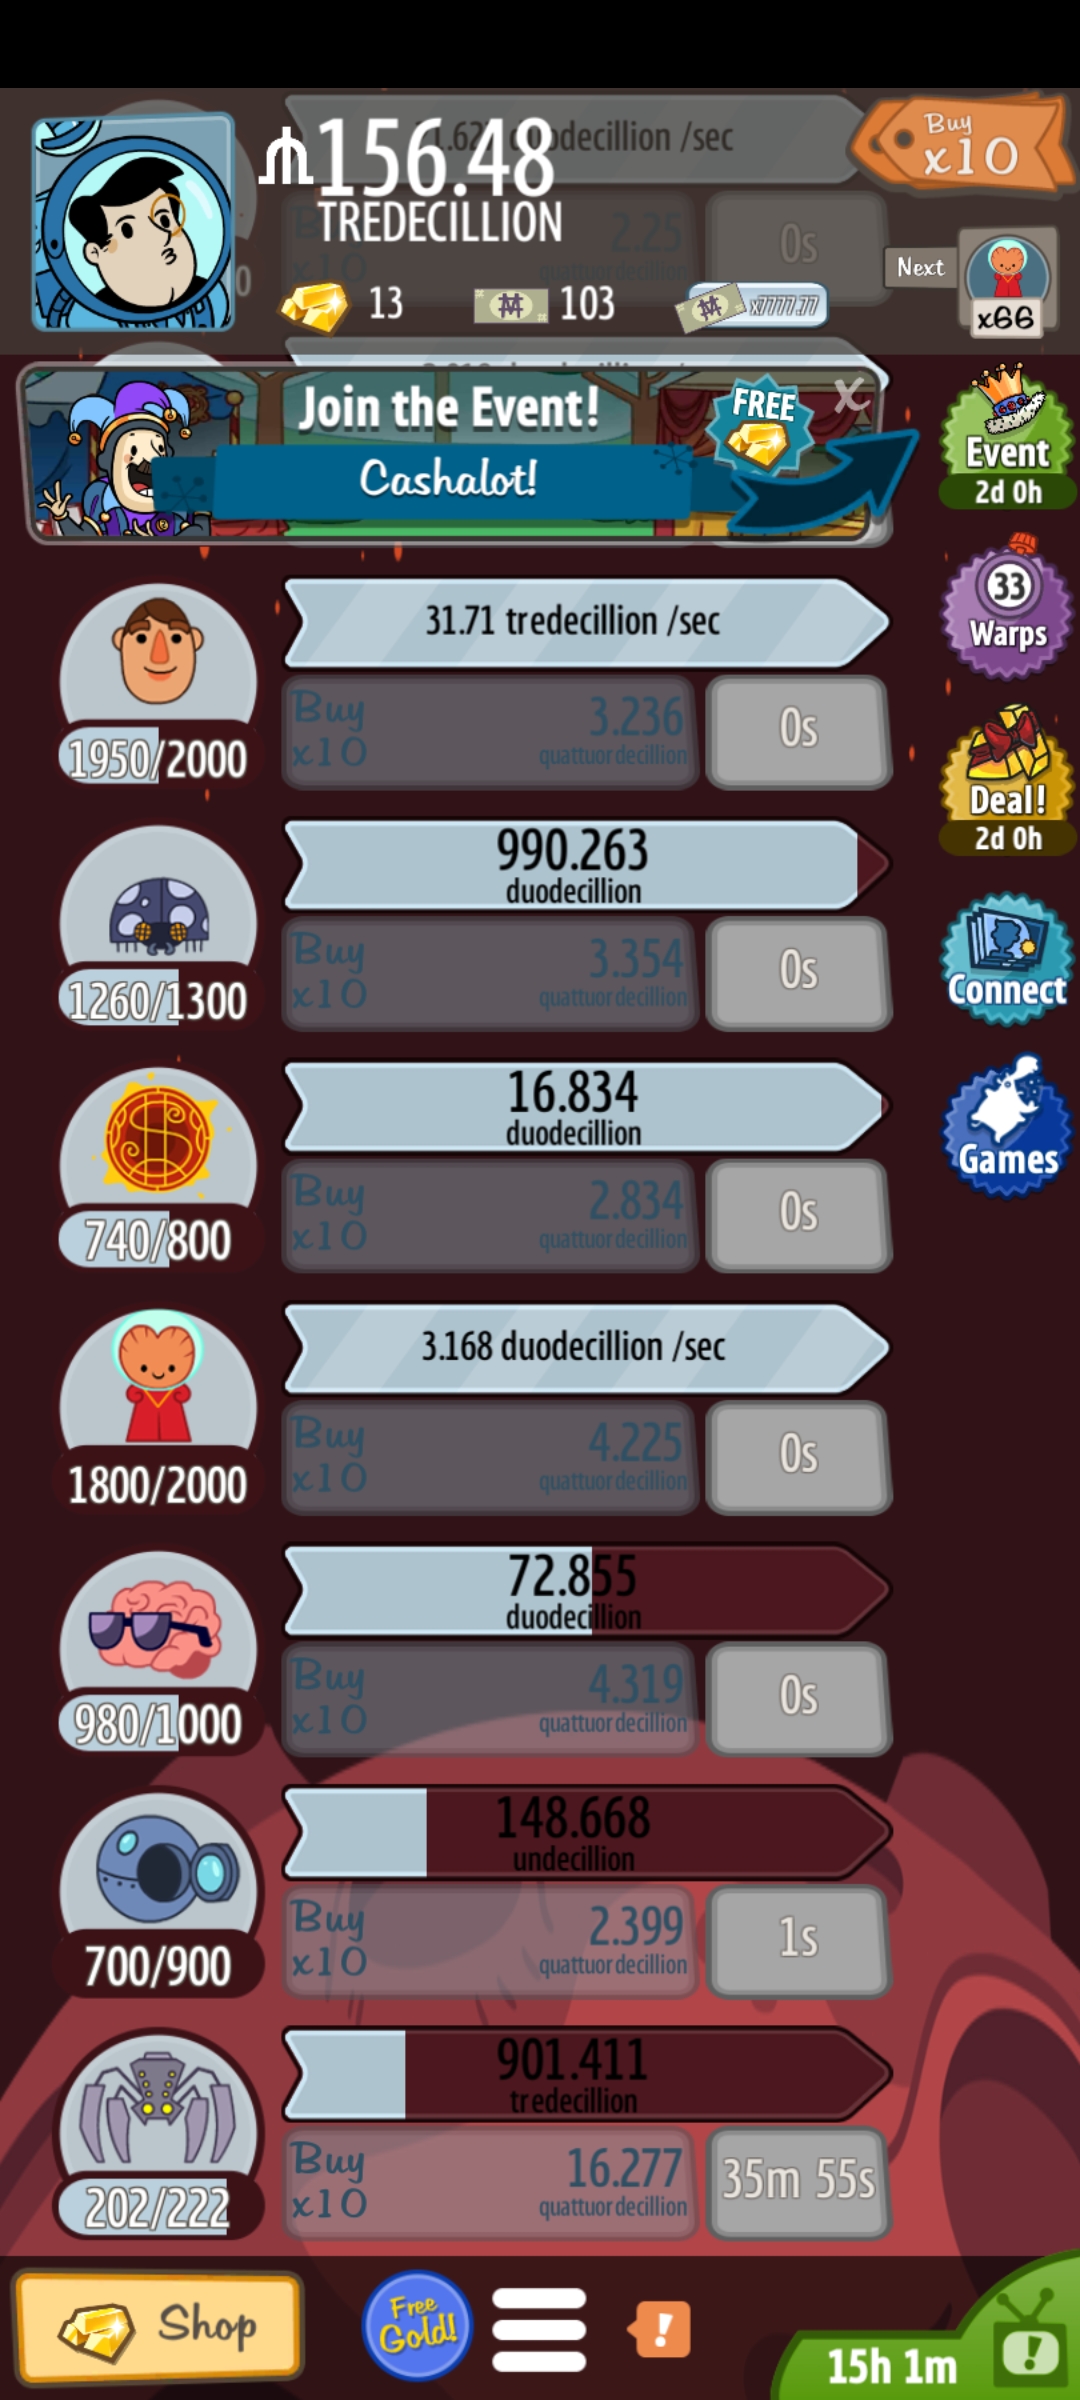 1.62 duodecillion /sec
₼156.48
TREDECILLION
Buy
x10
2.25
quattuordecillion
0s
Buy
x10
13
103
x7777.77
Next
x66
Join the Event!
Cashalot!
FREE
X
Event
2d 0h
33
Warps
Deal!
2d 0h
Connect
Games
31.71 tredecillion /sec
1950/2000
Buy
x10
3.236
quattuordecillion
0s
990.263
duodecillion
1260/1300
Buy
x10
3.354
quattuordecillion
0s
16.834
duodecillion
740/800
Buy
x10
2.834
quattuordecillion
0s
3.168 duodecillion /sec
1800/2000
Buy
x10
4.225
quattuordecillion
0s
72.855
duodecillion
980/1000
Buy
x10
4.319
quattuordecillion
0s
148.668
undecillion
700/900
Buy
x10
2.399
quattuordecillion
1s
901.411
tredecillion
202/222
Buy
x10
16.277
quattuordecillion
35m 55s
Shop
Free
Gold!
!
15h 1m
!